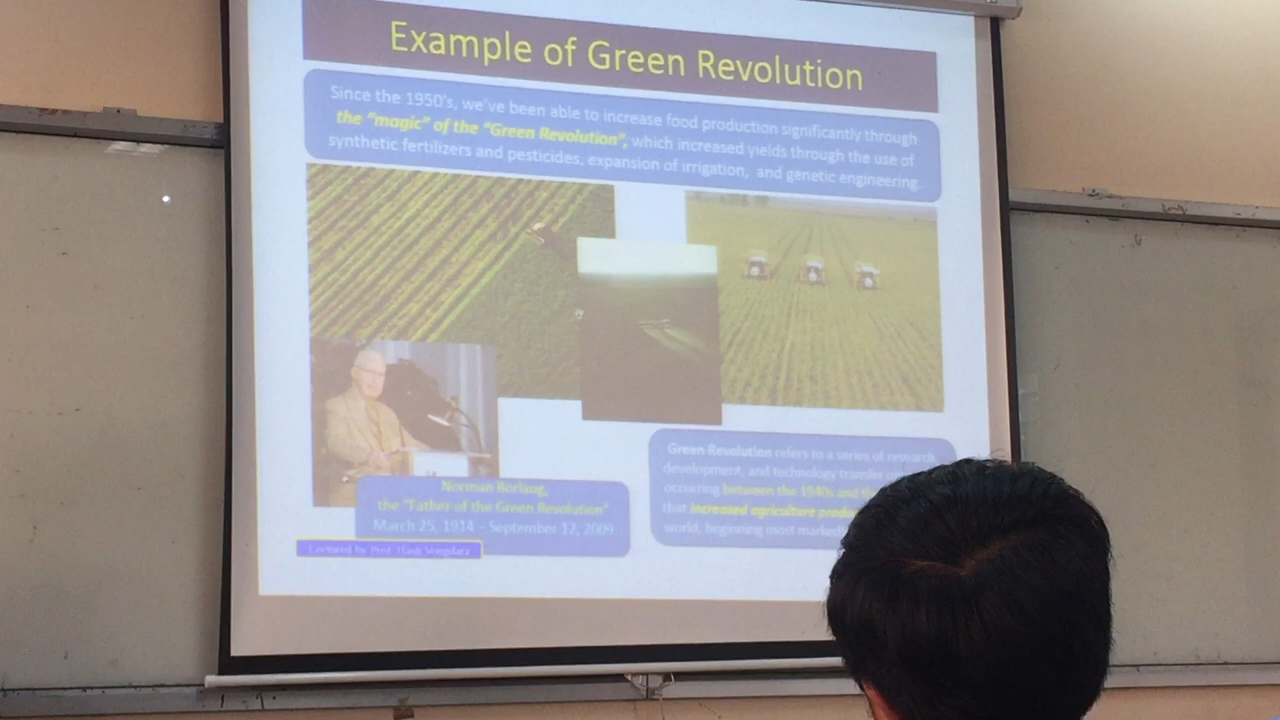 Example of Green Revolution
Since the 1950's, we've been able to increase food production significantly through
the "magic" of the "Green Revolution", which increased yields through the use of
synthetic fertilizers and pesticides, expansion of irrigation, and genetic engineering.
Green Revolution refers to a series of research,
development, and technology transfer
occurring between the 1940s and
that increased agriculture
world, beginning most
Norman Borlaug,
the "Father of the Green Revolution"
March 25, 1914 – September 12, 2009
Lectured by Prof.